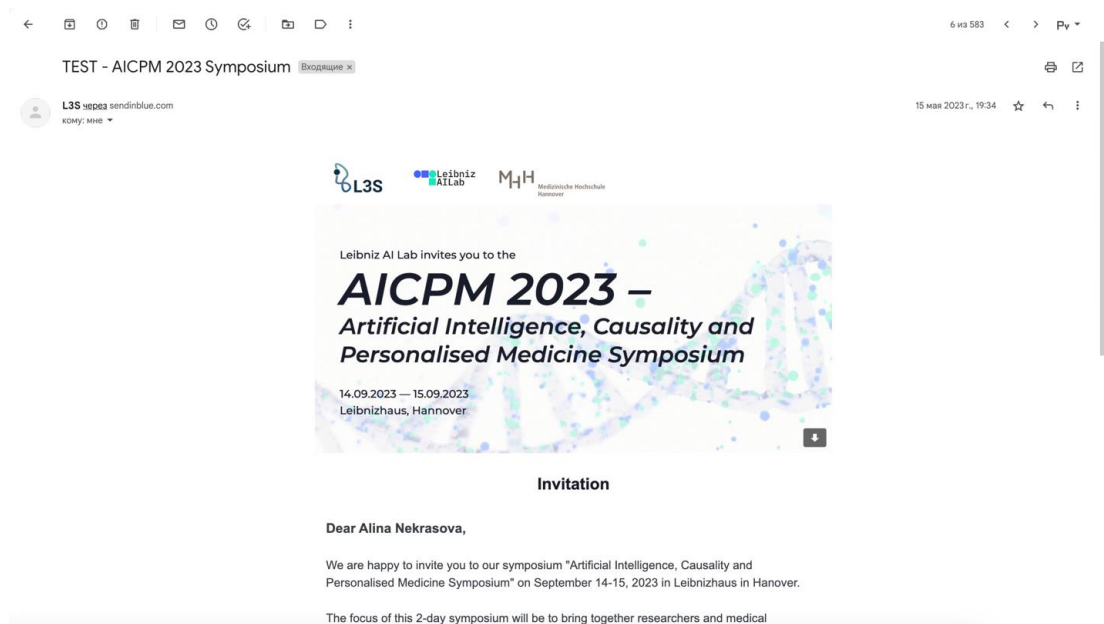 6 из 583
Ру
TEST - AICPM 2023 Symposium Входящие ×
L3S через sendinblue.com
15 мая 2023 г., 19:34
кому: мне
L3S
Leibniz
AILab
MHH
Medizinische Hochschule
Hannover
Leibniz AI Lab invites you to the
AICPM 2023 –
Artificial Intelligence, Causality and
Personalised Medicine Symposium
14.09.2023 — 15.09.2023
Leibnizhaus, Hannover
Invitation
Dear Alina Nekrasova,
We are happy to invite you to our symposium "Artificial Intelligence, Causality and
Personalised Medicine Symposium" on September 14-15, 2023 in Leibnizhaus in Hanover.
The focus of this 2-day symposium will be to bring together researchers and medical